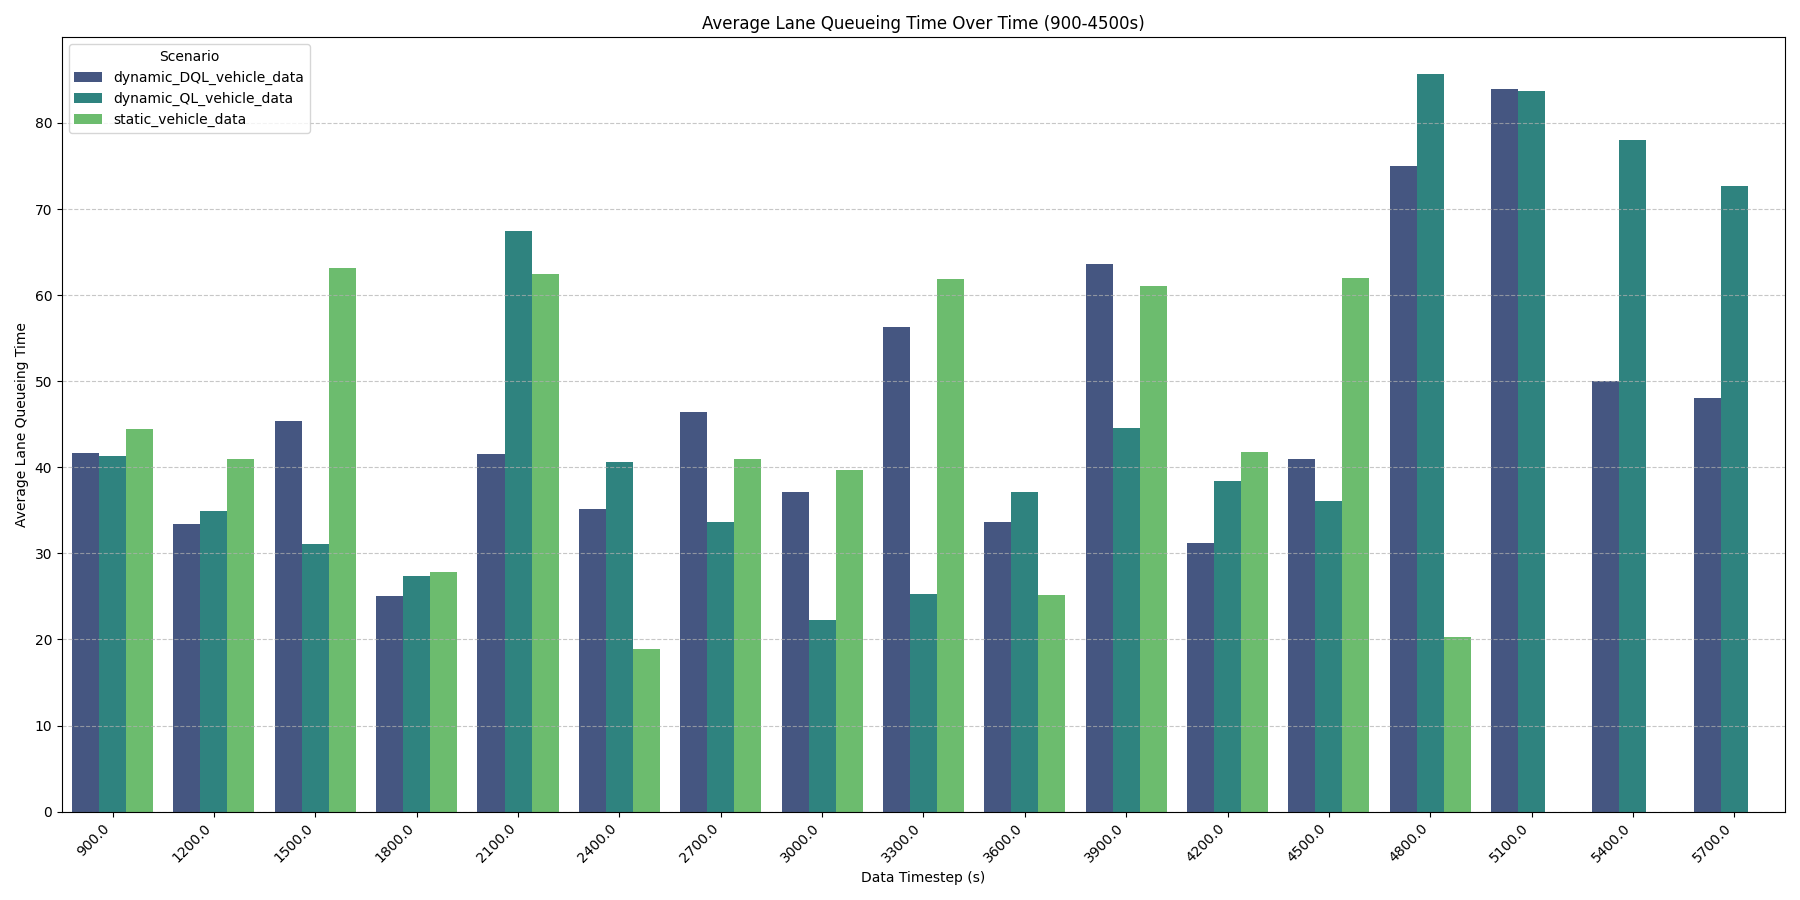 Average Lane Queueing Time Over Time (900-4500s)
Scenario
dynamic_DQL_vehicle_data
dynamic_QL_vehicle_data
static_vehicle_data
Average Lane Queueing Time
80
70
60
50
40
30
20
10
0
900.0 1200.0 1500.0 1800.0 2100.0 2400.0 2700.0 3000.0 3300.0 3600.0 3900.0 4200.0 4500.0 4800.0 5100.0 5400.0 5700.0
Data Timestep (s)